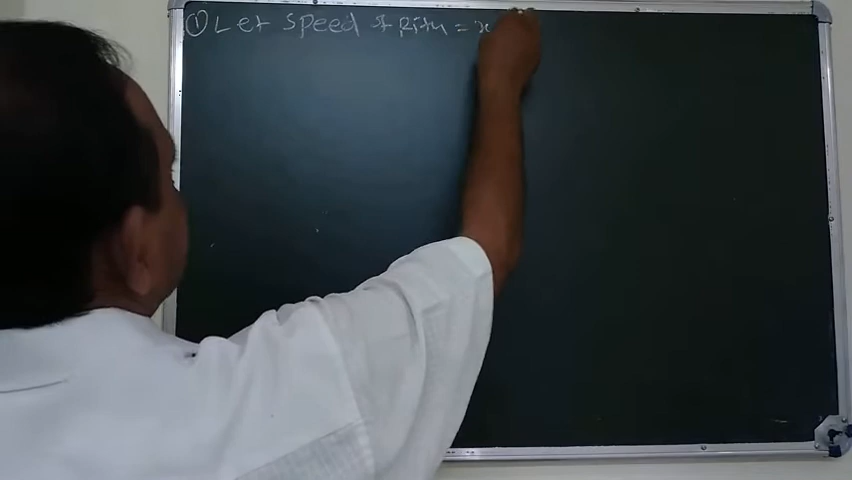 ① Let Speed of Ritu = x